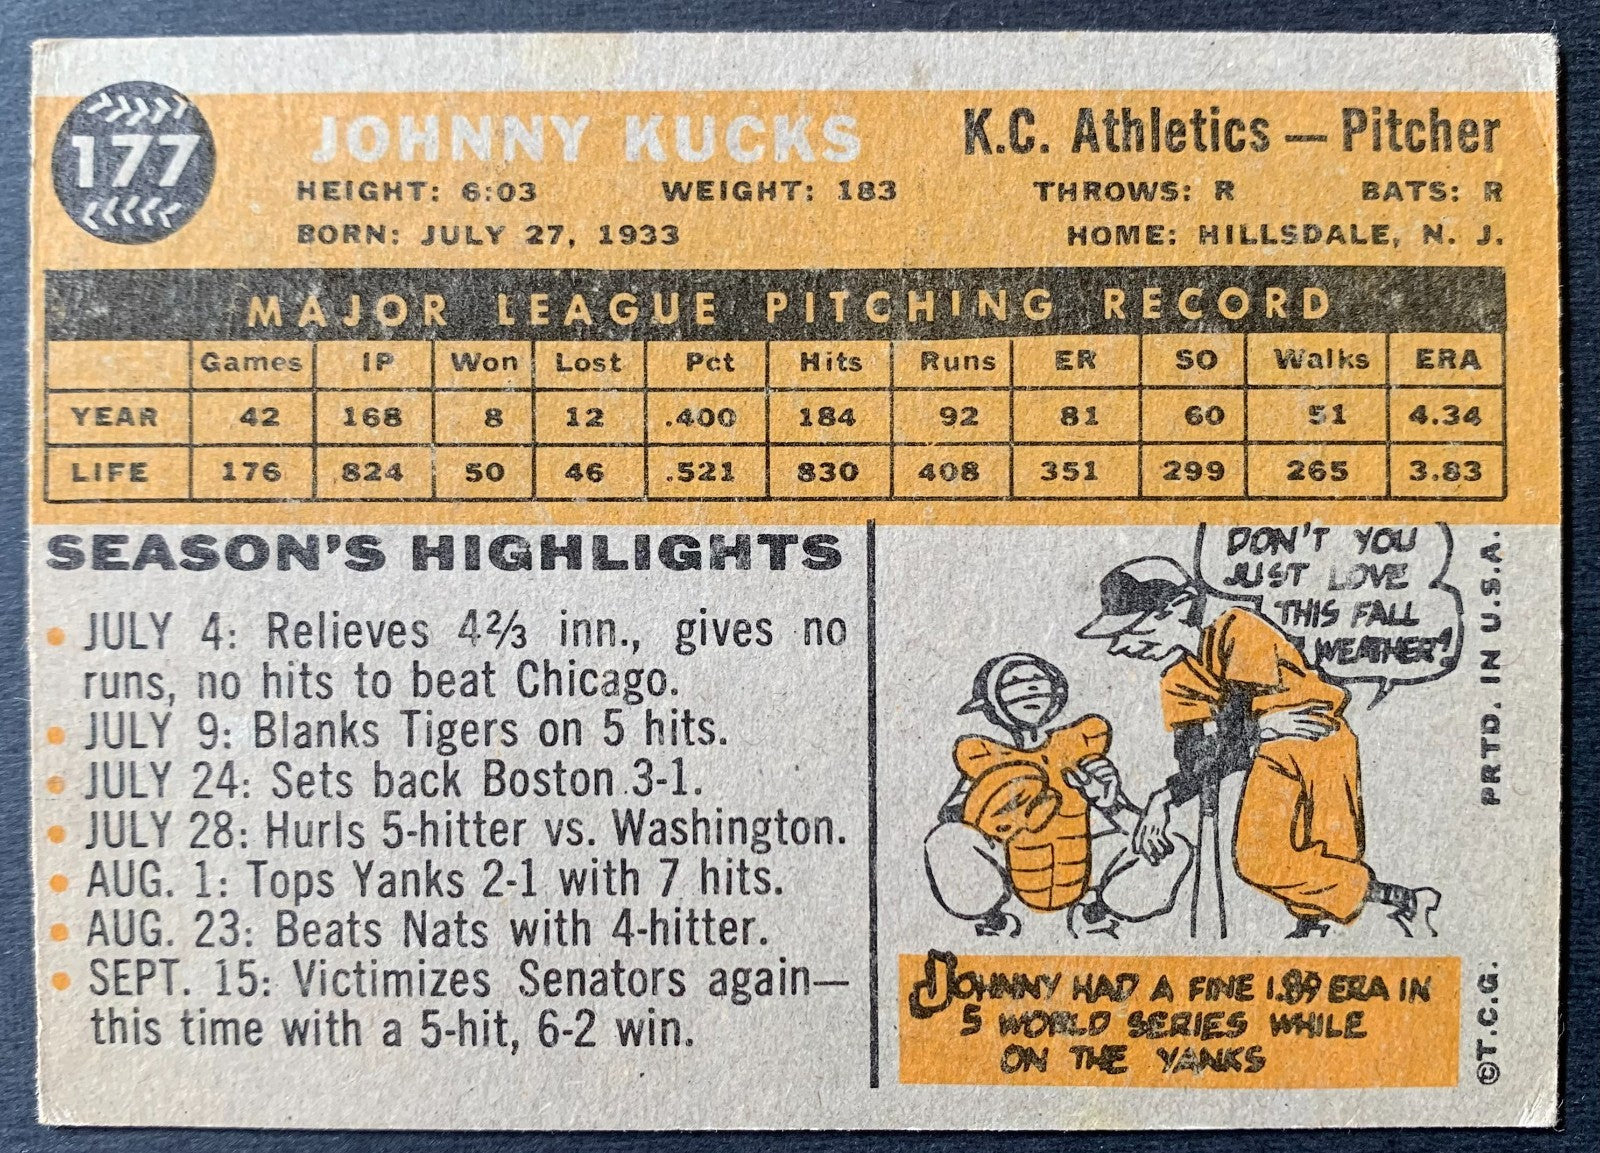 177
JOHNNY KUCKS
K.C. Athletics — Pitcher
HEIGHT: 6:03 WEIGHT: 183 THROWS: R BATS: R
BORN: JULY 27, 1933 HOME: HILLSDALE, N. J.
MAJOR LEAGUE PITCHING RECORD
Games IP Won Lost Pct Hits Runs ER SO Walks ERA
YEAR 42 168 8 12 .400 184 92 81 60 51 4.34
LIFE 176 824 50 46 .521 830 408 351 299 265 3.83
SEASON'S HIGHLIGHTS
JULY 4: Relieves 4⅔ inn., gives no
runs, no hits to beat Chicago.
JULY 9: Blanks Tigers on 5 hits.
JULY 24: Sets back Boston 3-1.
JULY 28: Hurls 5-hitter vs. Washington.
AUG. 1: Tops Yanks 2-1 with 7 hits.
AUG. 23: Beats Nats with 4-hitter.
SEPT. 15: Victimizes Senators again—
this time with a 5-hit, 6-2 win.
DON'T YOU
JUST LOVE
THIS FALL
WEATHER!
JOHNNY HAD A FINE 1.89 ERA IN
5 WORLD SERIES WHILE
ON THE YANKS
©T.C.G. PRTD. IN U.S.A.